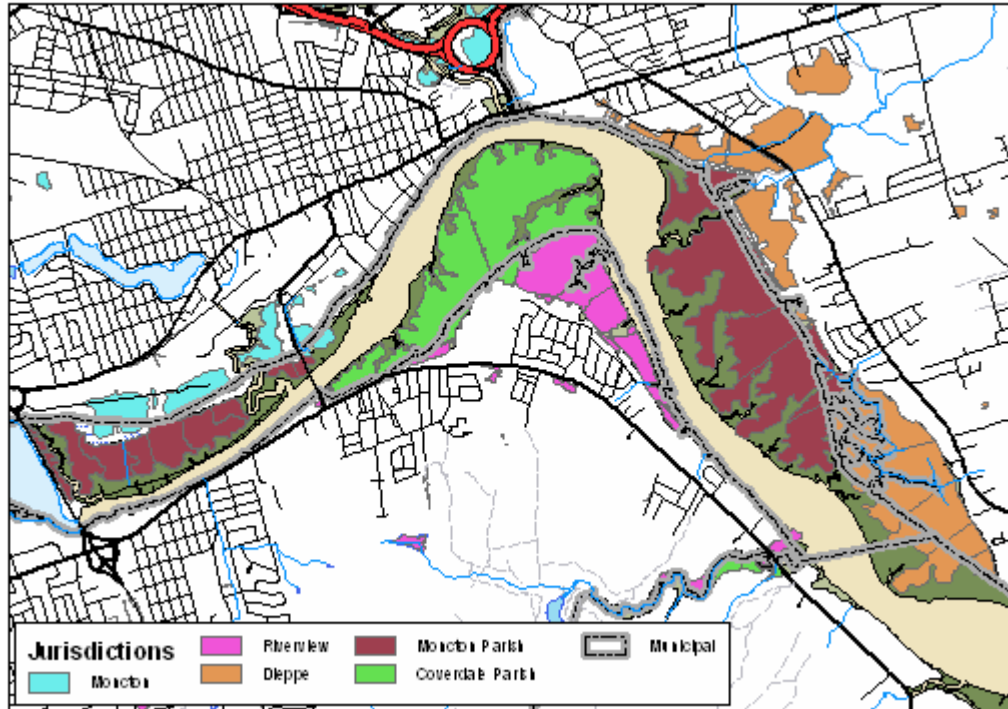 Jurisdictions
Moncton
Riverview
Dieppe
Moncton Parish
Coverdale Parish
Municipal